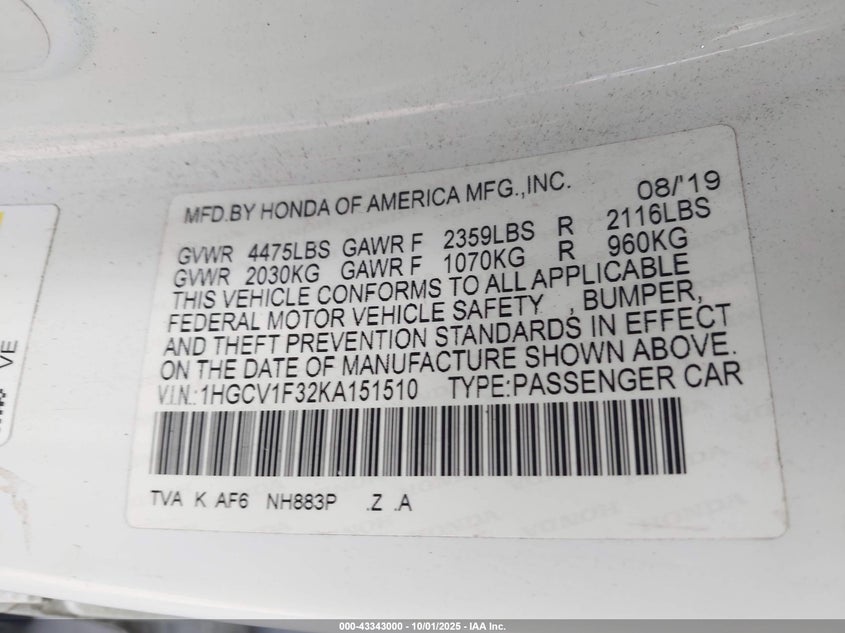 MFD.BY HONDA OF AMERICA MFG.,INC. 08/'19
GVWR 4475LBS GAWR F 2359LBS R 2116LBS
GVWR 2030KG GAWR F 1070KG R 960KG
THIS VEHICLE CONFORMS TO ALL APPLICABLE
FEDERAL MOTOR VEHICLE SAFETY , BUMPER,
AND THEFT PREVENTION STANDARDS IN EFFECT
ON THE DATE OF MANUFACTURE SHOWN ABOVE.
V.I.N.:1HGCV1F32KA151510 TYPE:PASSENGER CAR
TVA K AF6 NH883P .Z .A
VE
000-43343000 - 10/01/2025 - IAA Inc.